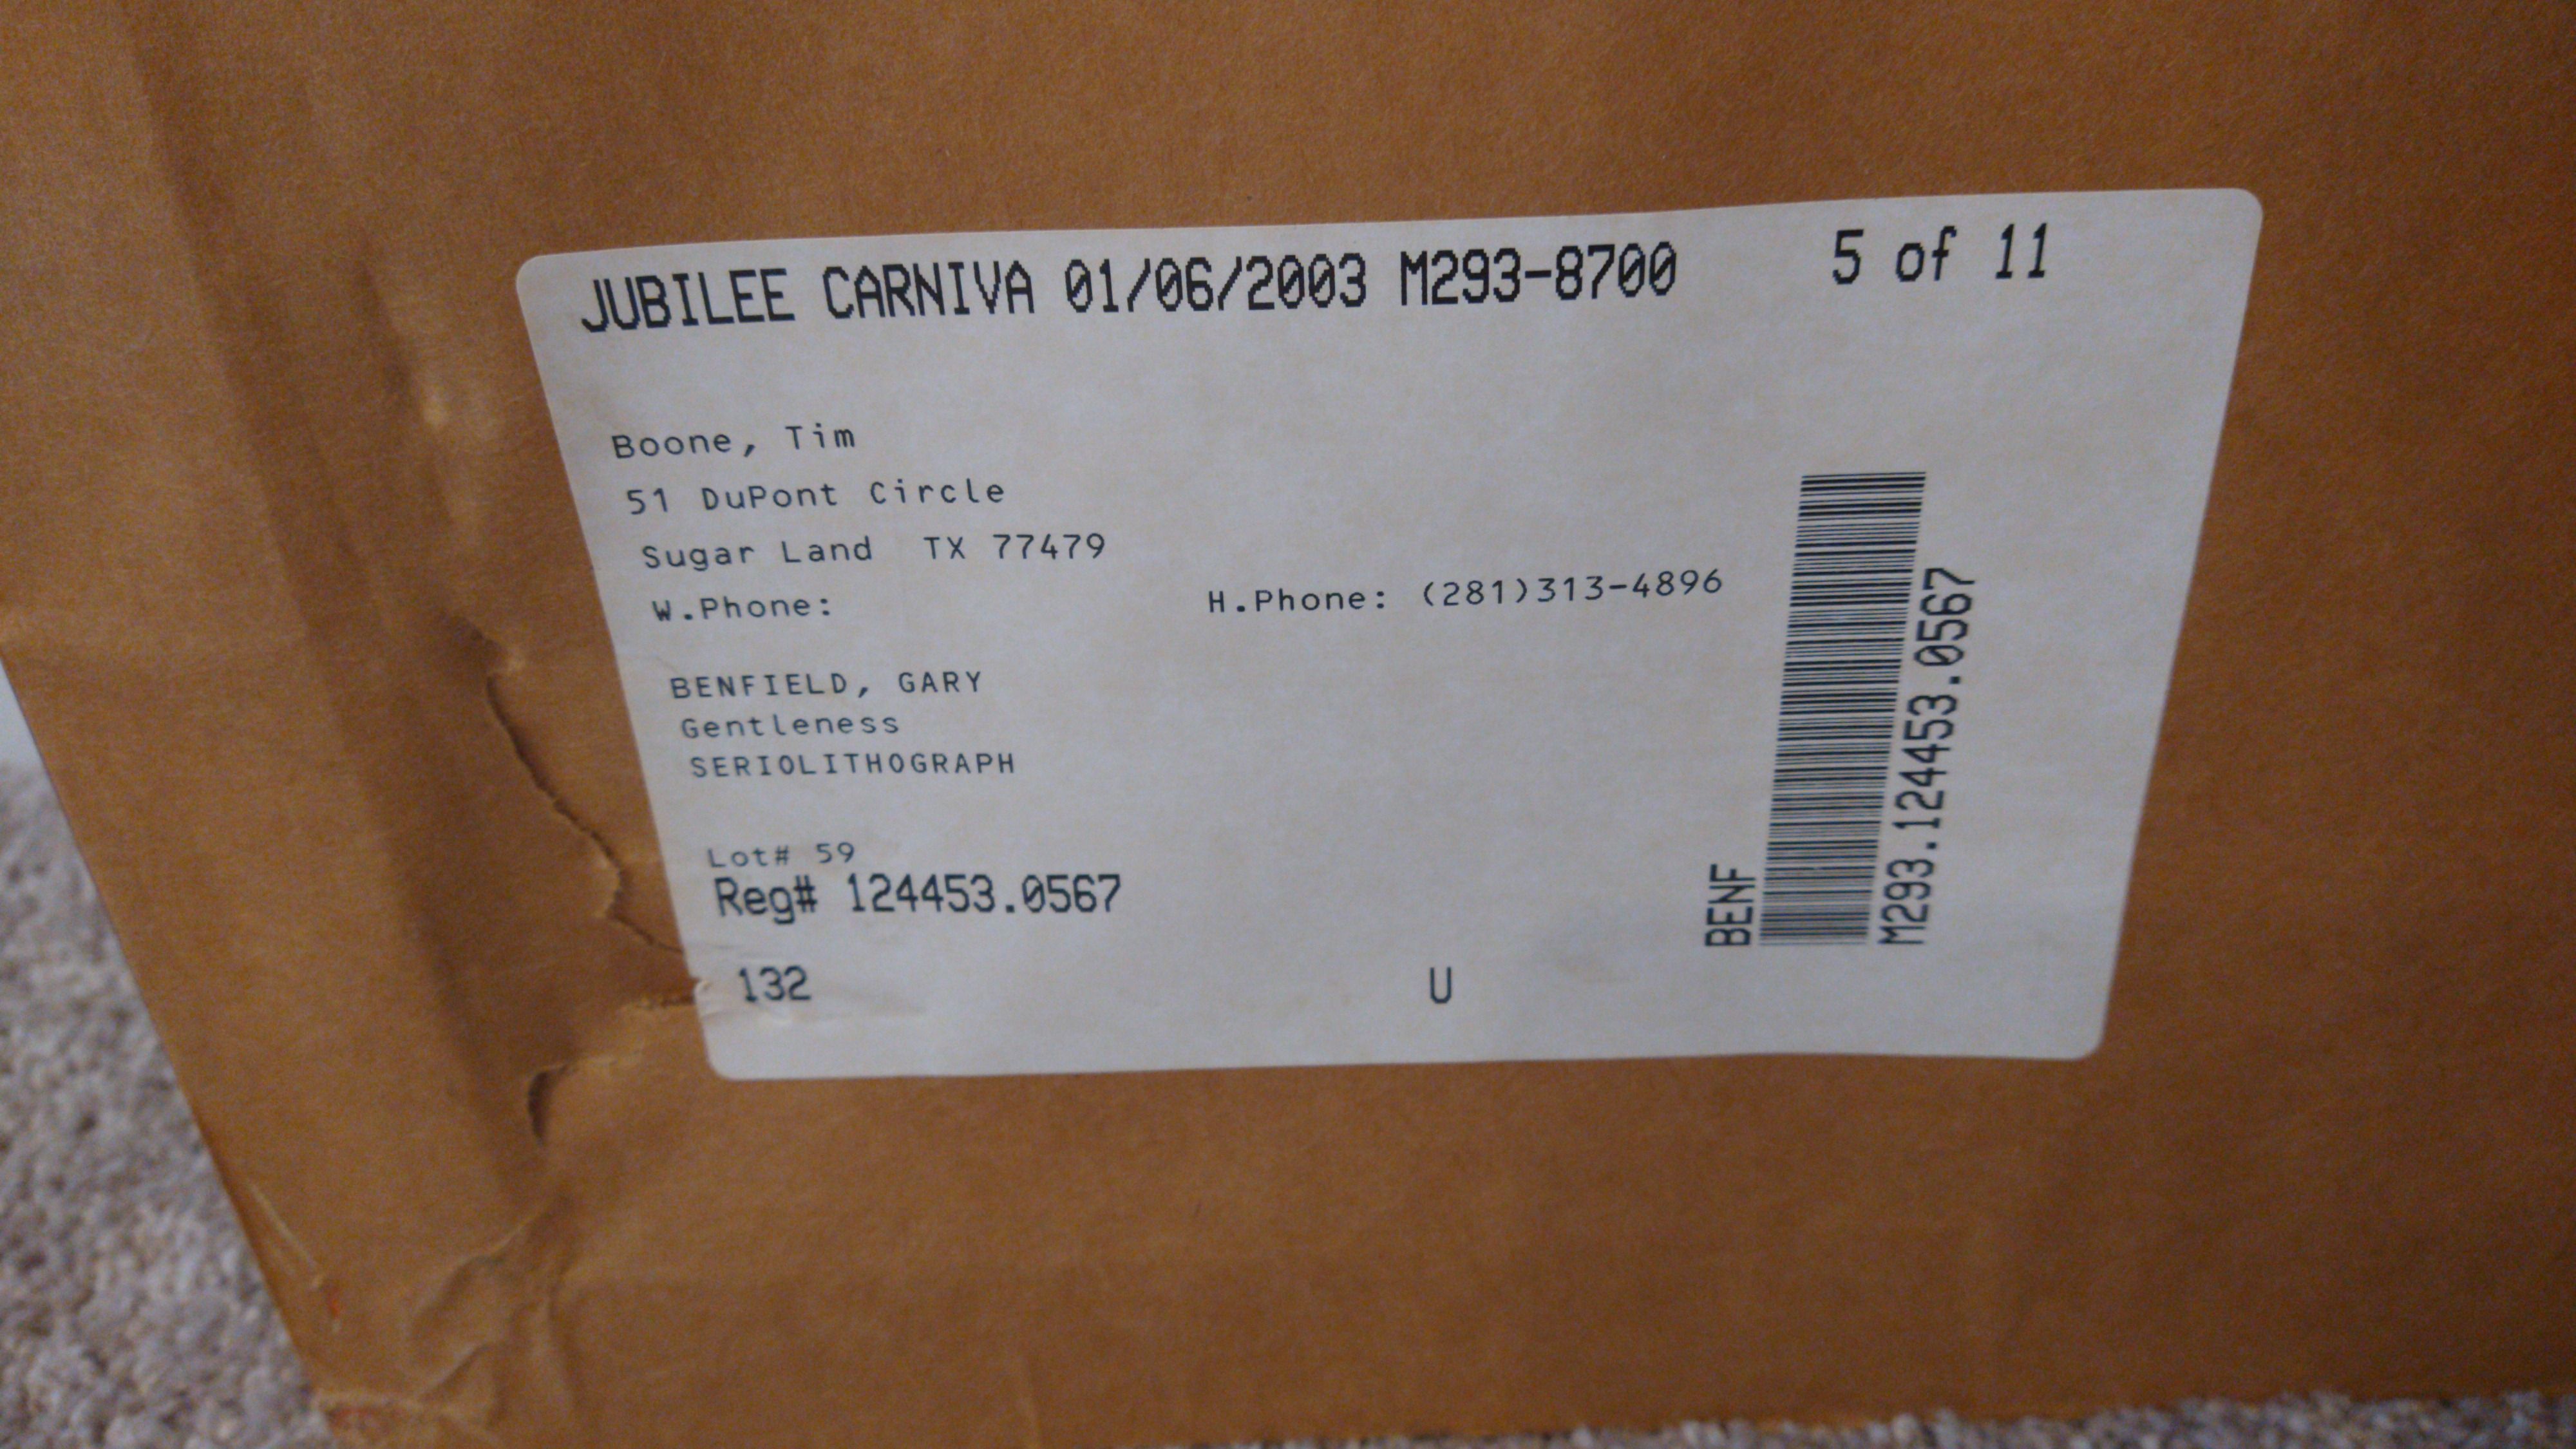 JUBILEE CARNIVA 01/06/2003 M293-8700 5 of 11
Boone, Tim
51 DuPont Circle
Sugar Land TX 77479
W.Phone: H.Phone: (281)313-4896
BENFIELD, GARY
Gentleness
SERIOLITHOGRAPH
Lot# 59
Reg# 124453.0567
132 U
BENF
M293.124453.0567